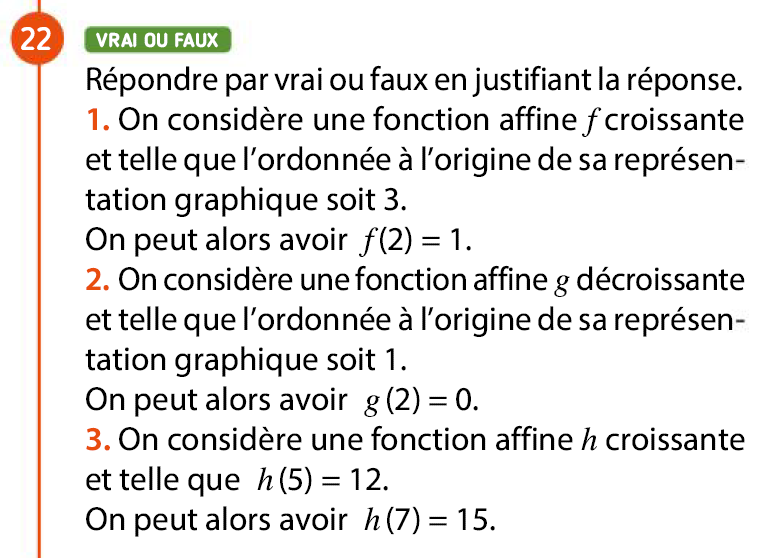 22 VRAI OU FAUX
Répondre par vrai ou faux en justifiant la réponse.
1. On considère une fonction affine f croissante
et telle que l'ordonnée à l'origine de sa représen-
tation graphique soit 3.
On peut alors avoir f(2) = 1.
2. On considère une fonction affine g décroissante
et telle que l'ordonnée à l'origine de sa représen-
tation graphique soit 1.
On peut alors avoir g(2) = 0.
3. On considère une fonction affine h croissante
et telle que h(5) = 12.
On peut alors avoir h(7) = 15.